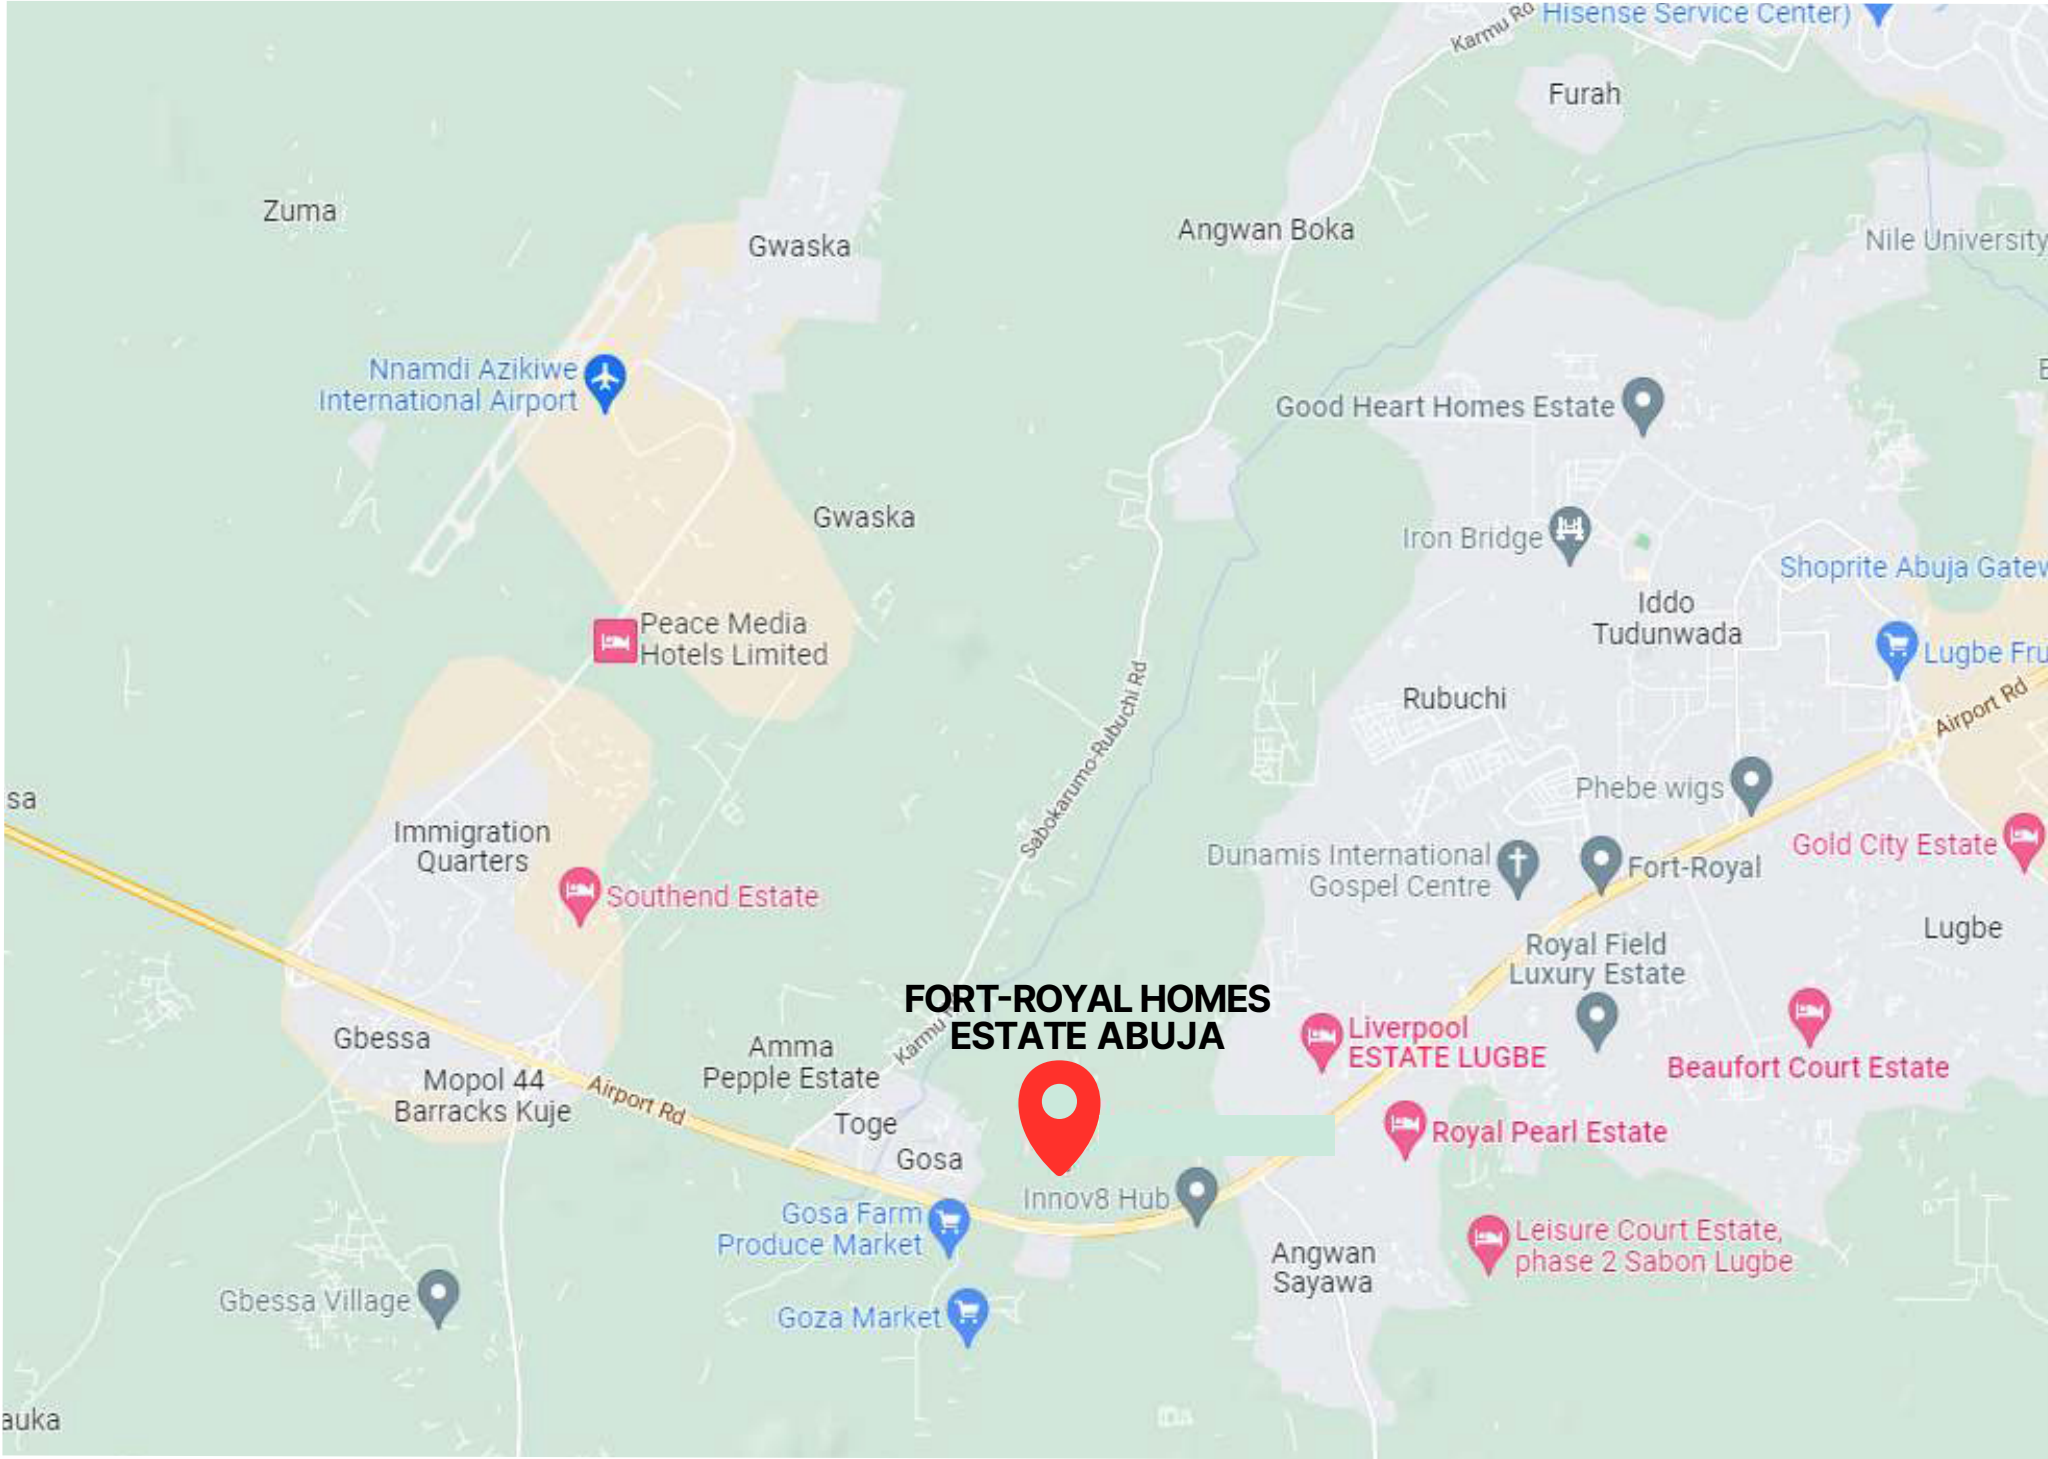 Karmu Rd
Hisense Service Center)
Furah
Zuma
Gwaska
Angwan Boka
Nile University
Nnamdi Azikiwe
International Airport
Good Heart Homes Estate
Gwaska
Iron Bridge
Shoprite Abuja Gatew
Iddo
Tudunwada
Peace Media
Hotels Limited
Lugbe Fru
Rubuchi
Airport Rd
Sabokarumo-Rubuchi Rd
sa
Phebe wigs
Immigration
Quarters
Gold City Estate
Dunamis International
Gospel Centre
Fort-Royal
Southend Estate
Lugbe
Royal Field
Luxury Estate
FORT-ROYAL HOMES
ESTATE ABUJA
Karmu
Gbessa
Amma
Pepple Estate
Liverpool
ESTATE LUGBE
Beaufort Court Estate
Mopol 44
Barracks Kuje
Airport Rd
Toge
Gosa
Royal Pearl Estate
Innov8 Hub
Gosa Farm
Produce Market
Angwan
Sayawa
Leisure Court Estate,
phase 2 Sabon Lugbe
Gbessa Village
Goza Market
auka